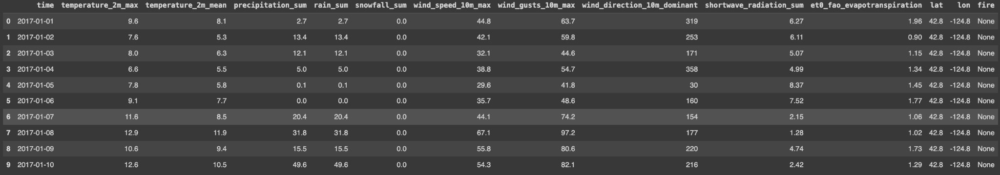 time temperature_2m_max temperature_2m_mean precipitation_sum rain_sum snowfall_sum wind_speed_10m_max wind_gusts_10m_max wind_direction_10m_dominant shortwave_radiation_sum et0_fao_evapotranspiration lat lon fire
0 2017-01-01 9.6 8.1 2.7 2.7 0.0 44.8 63.7 319 6.27 1.96 42.8 -124.8 None
1 2017-01-02 7.6 5.3 13.4 13.4 0.0 42.1 59.8 253 6.11 0.90 42.8 -124.8 None
2 2017-01-03 8.0 6.3 12.1 12.1 0.0 32.1 44.6 171 5.07 1.15 42.8 -124.8 None
3 2017-01-04 6.6 5.5 5.0 5.0 0.0 38.8 54.7 358 4.99 1.34 42.8 -124.8 None
4 2017-01-05 7.8 5.8 0.1 0.1 0.0 29.6 41.8 30 8.37 1.45 42.8 -124.8 None
5 2017-01-06 9.1 7.7 0.0 0.0 0.0 35.7 48.6 160 7.52 1.77 42.8 -124.8 None
6 2017-01-07 11.6 8.5 20.4 20.4 0.0 44.1 74.2 154 2.15 1.06 42.8 -124.8 None
7 2017-01-08 12.9 11.9 31.8 31.8 0.0 67.1 97.2 177 1.28 1.02 42.8 -124.8 None
8 2017-01-09 10.6 9.4 15.5 15.5 0.0 55.8 80.6 220 4.74 1.73 42.8 -124.8 None
9 2017-01-10 12.6 10.5 49.6 49.6 0.0 54.3 82.1 216 2.42 1.29 42.8 -124.8 None